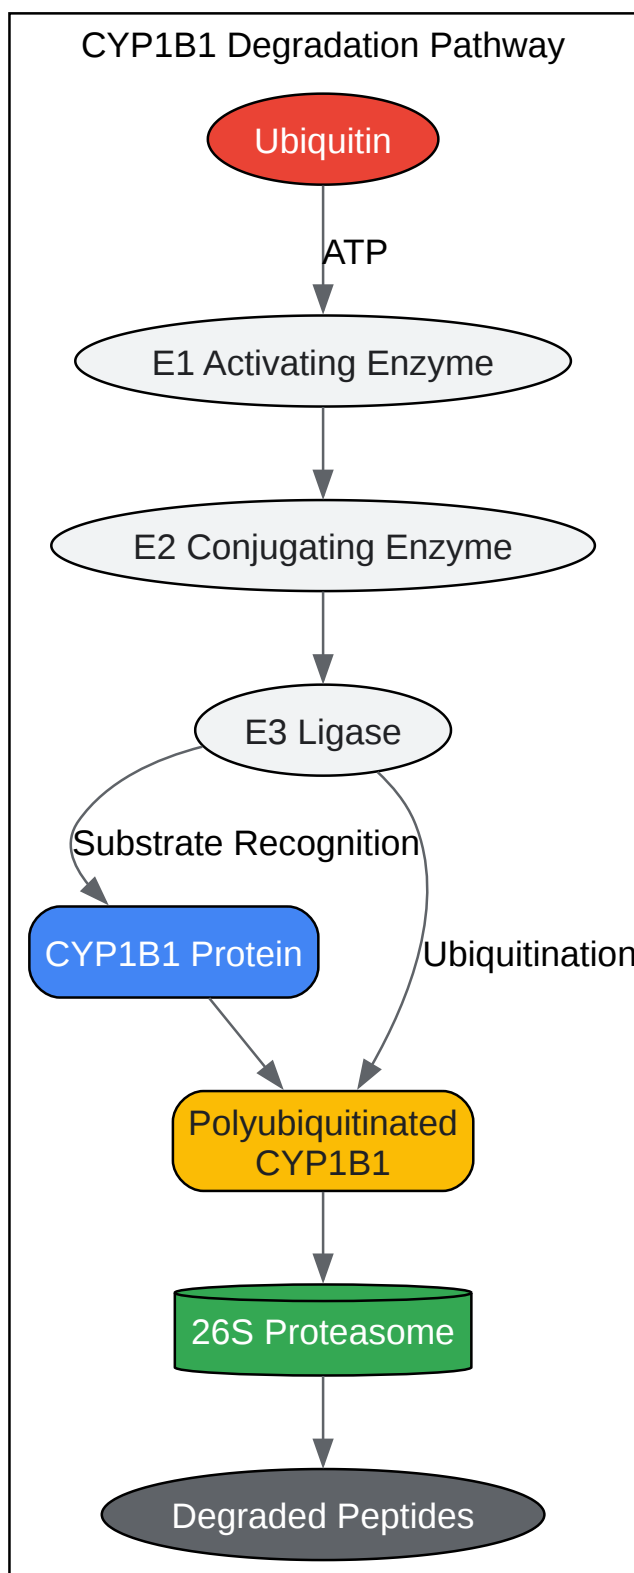 CYP1B1 Degradation Pathway
Ubiquitin
ATP
E1 Activating Enzyme
E2 Conjugating Enzyme
E3 Ligase
Substrate Recognition
CYP1B1 Protein
Ubiquitination
Polyubiquitinated
CYP1B1
26S Proteasome
Degraded Peptides